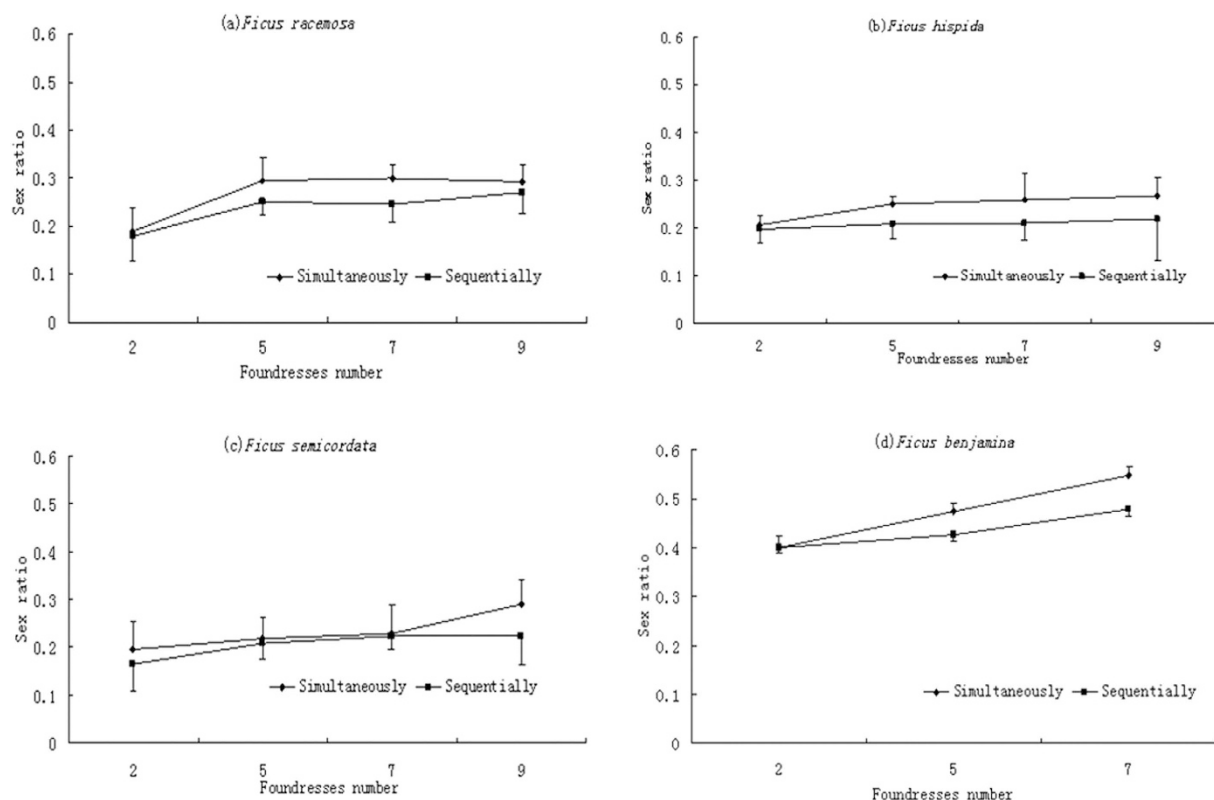 (a)Ficus racemosa
0.6
0.5
0.4
0.3
0.2
0.1
0
Sex ratio
Simultaneously Sequentially
2 5 7 9
Foundresses number
(b)Ficus hispida
0.6
0.5
0.4
0.3
0.2
0.1
0
Sex ratio
Simultaneously Sequentially
2 5 7 9
Foundresses number
(c)Ficus semicordata
0.6
0.5
0.4
0.3
0.2
0.1
0
Sex ratio
Simultaneously Sequentially
2 5 7 9
Foundresses number
(d)Ficus benjamina
0.6
0.5
0.4
0.3
0.2
0.1
0
Sex ratio
Simultaneously Sequentially
2 5 7
Foundresses number